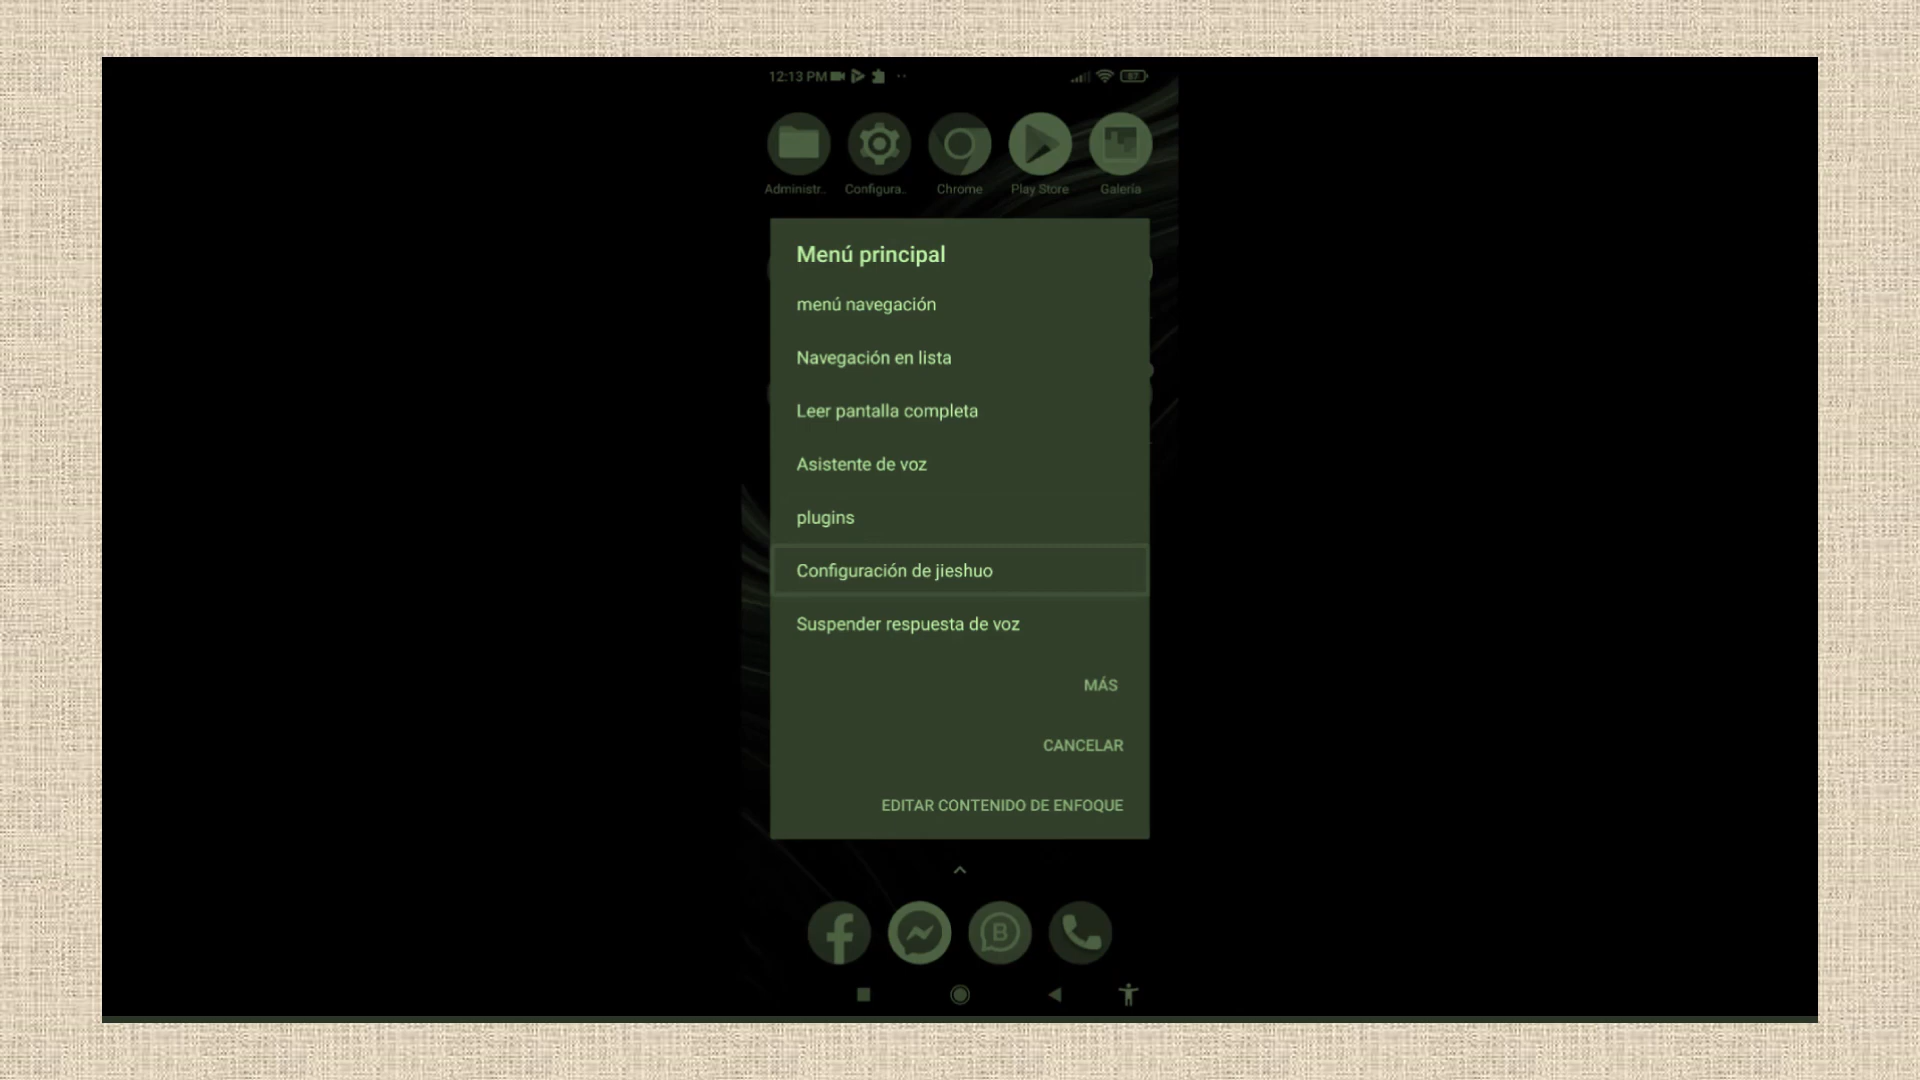 12:13 PM
87
Administr..
Configura..
Chrome
Play Store
Galería
Menú principal
menú navegación
Navegación en lista
Leer pantalla completa
Asistente de voz
plugins
Configuración de jieshuo
Suspender respuesta de voz
MÁS
CANCELAR
EDITAR CONTENIDO DE ENFOQUE
B